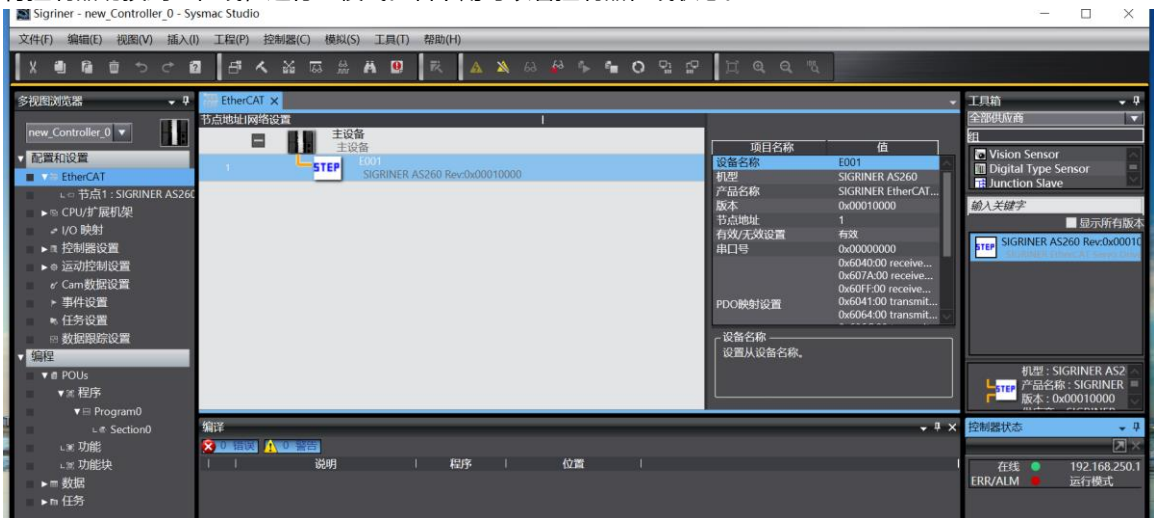 Sigriner - new_Controller_0 - Sysmac Studio
文件(F) 编辑(E) 视图(V) 插入(I) 工程(P) 控制器(C) 模拟(S) 工具(T) 帮助(H)
多视图浏览器
new_Controller_0
配置和设置
EtherCAT
节点1 : SIGRINER AS260
CPU/扩展机架
I/O 映射
控制器设置
运动控制设置
Cam数据设置
事件设置
任务设置
数据跟踪设置
编程
POUs
程序
Program0
Section0
功能
功能块
数据
任务
EtherCAT
节点地址|网络设置
主设备
主设备
1
STEP
E001
SIGRINER AS260 Rev:0x00010000
项目名称 值
设备名称 E001
机型 SIGRINER AS260
产品名称 SIGRINER EtherCAT...
版本 0x00010000
节点地址 1
有效/无效设置 有效
串口号 0x00000000
PDO映射设置
0x6040:00 receive...
0x607A:00 receive...
0x60FF:00 receive...
0x6041:00 transmit...
0x6064:00 transmit...
设备名称
设置从设备名称。
编译
0 错误 0 警告
说明 程序 位置
工具箱
全部供应商
组
Vision Sensor
Digital Type Sensor
Junction Slave
输入关键字
显示所有版本
STEP
SIGRINER AS260 Rev:0x00010
STEP
机型 : SIGRINER AS2
产品名称 : SIGRINER
版本 : 0x00010000
控制器状态
在线 192.168.250.1
ERR/ALM 运行模式